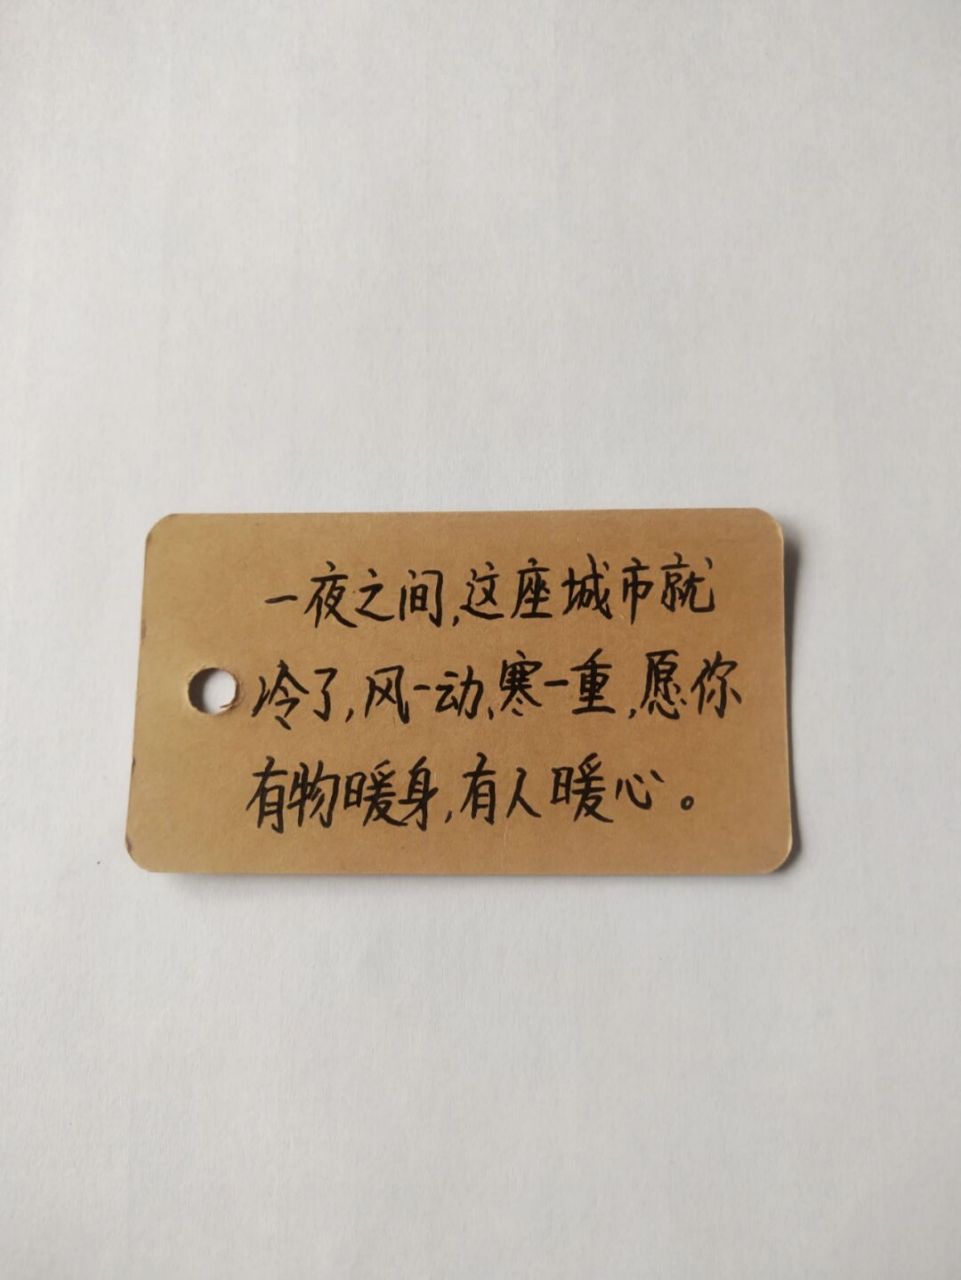 一夜之间,这座城市就
冷了,风一动,寒一重,愿你
有物暖身,有人暖心。